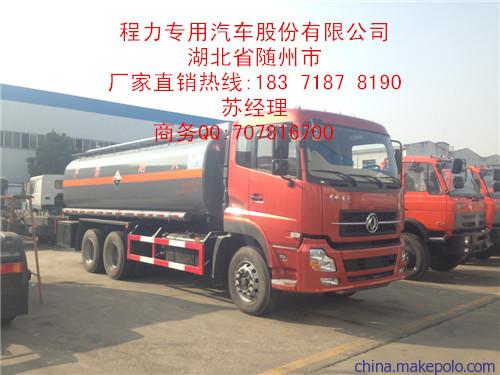 程力专用汽车股份有限公司
湖北省随州市
厂家直销热线:183 7187 8190
苏经理
商务QQ:707816700
china.makepolo.com